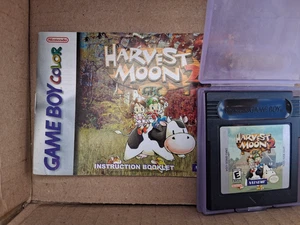 Nintendo
GAME BOY COLOR
HARVEST
MOON 2
INSTRUCTION BOOKLET
HARVEST
MOON 2
E
NATSUME